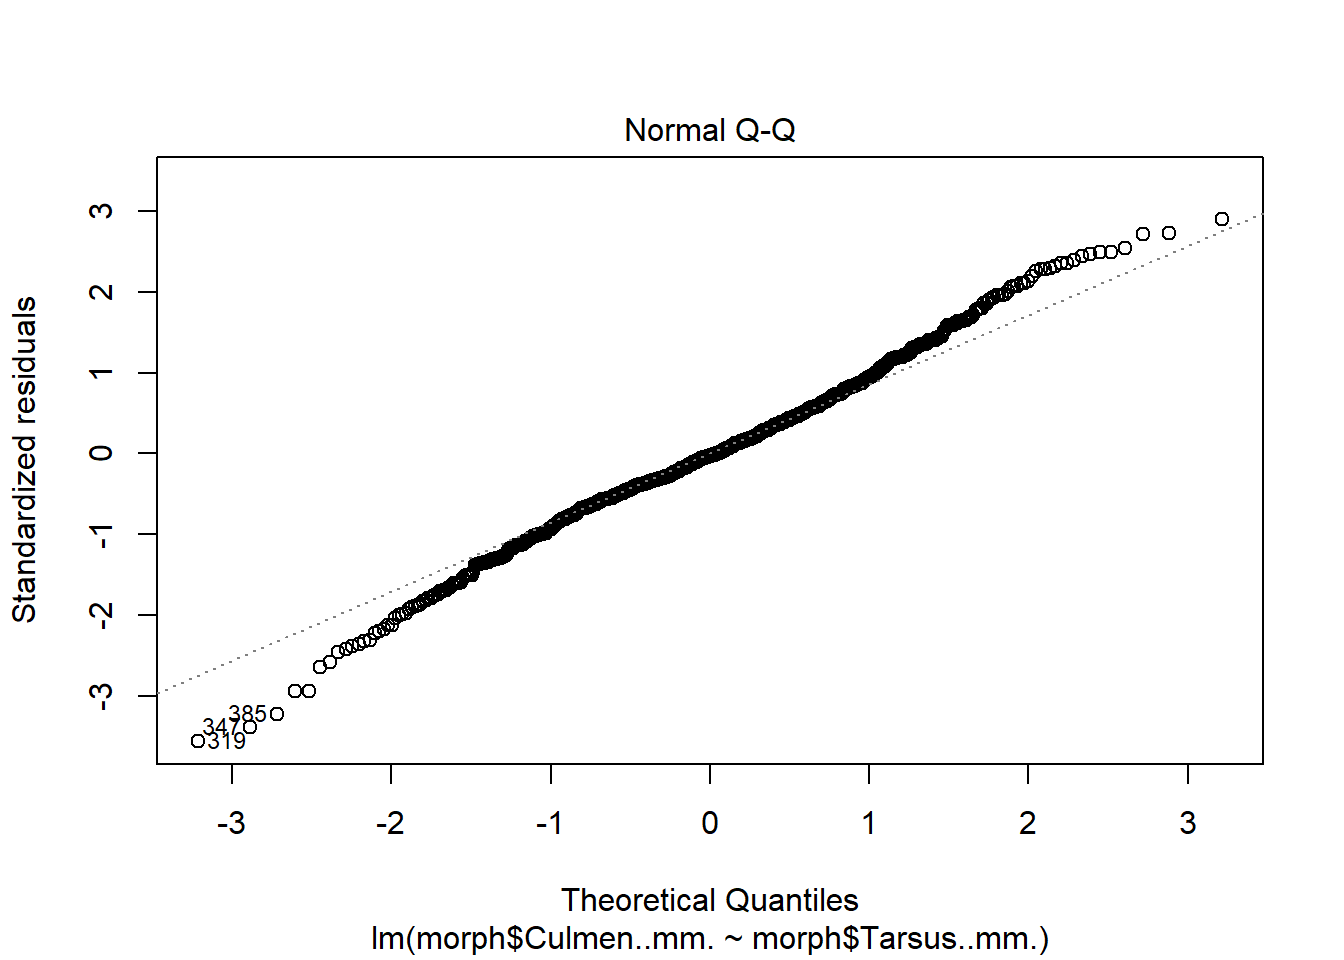 Normal Q-Q
Standardized residuals
3
2
1
0
-1
-2
-3
385
347
319
-3 -2 -1 0 1 2 3
Theoretical Quantiles
lm(morph$Culmen..mm. ~ morph$Tarsus..mm.)